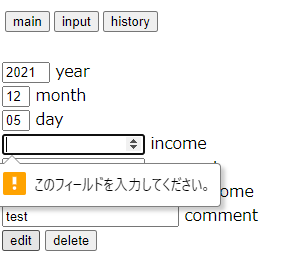 main input history
2021 year
12 month
05 day
income
このフィールドを入力してください。
ome
test comment
edit delete